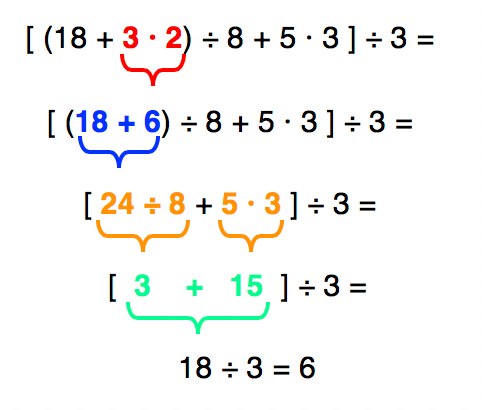 [ (18 + 3 · 2) ÷ 8 + 5 · 3 ] ÷ 3 =
[ (18 + 6) ÷ 8 + 5 · 3 ] ÷ 3 =
[ 24 ÷ 8 + 5 · 3 ] ÷ 3 =
[ 3 + 15 ] ÷ 3 =
18 ÷ 3 = 6